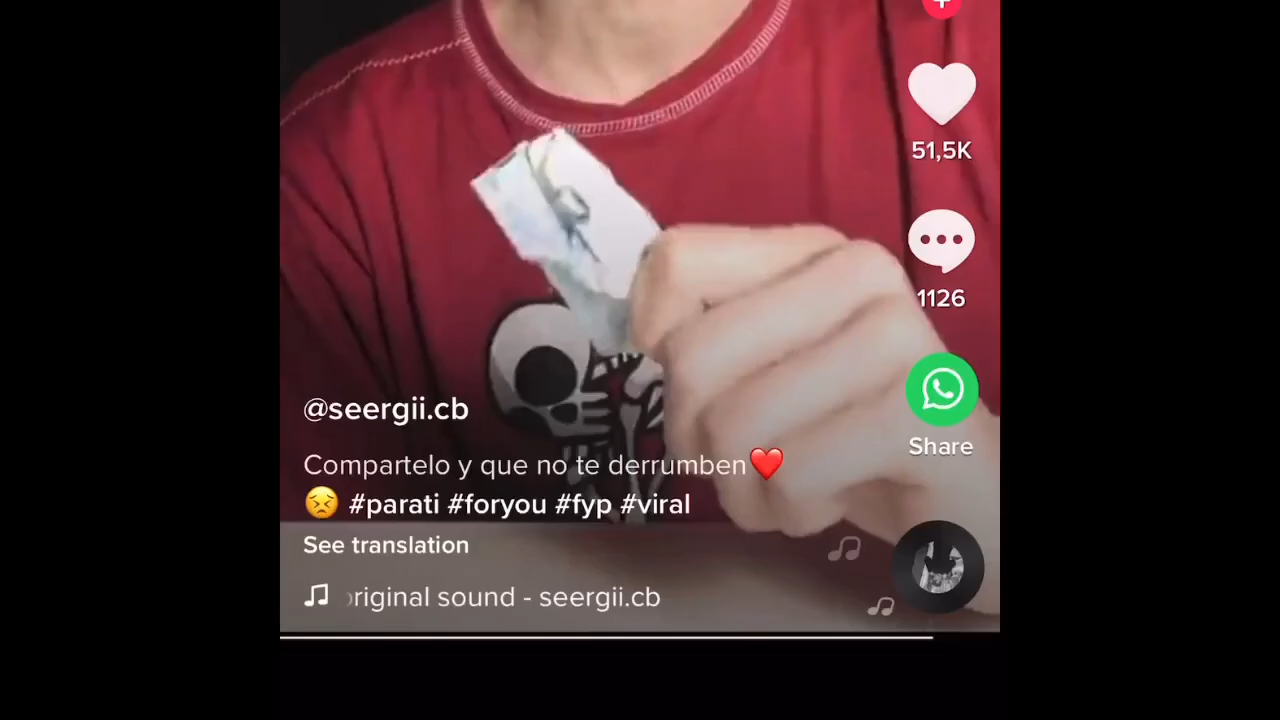 51,5K
1126
Share
@seergii.cb
Compartelo y que no te derrumben❤️
😣 #parati #foryou #fyp #viral
See translation
riginal sound - seergii.cb